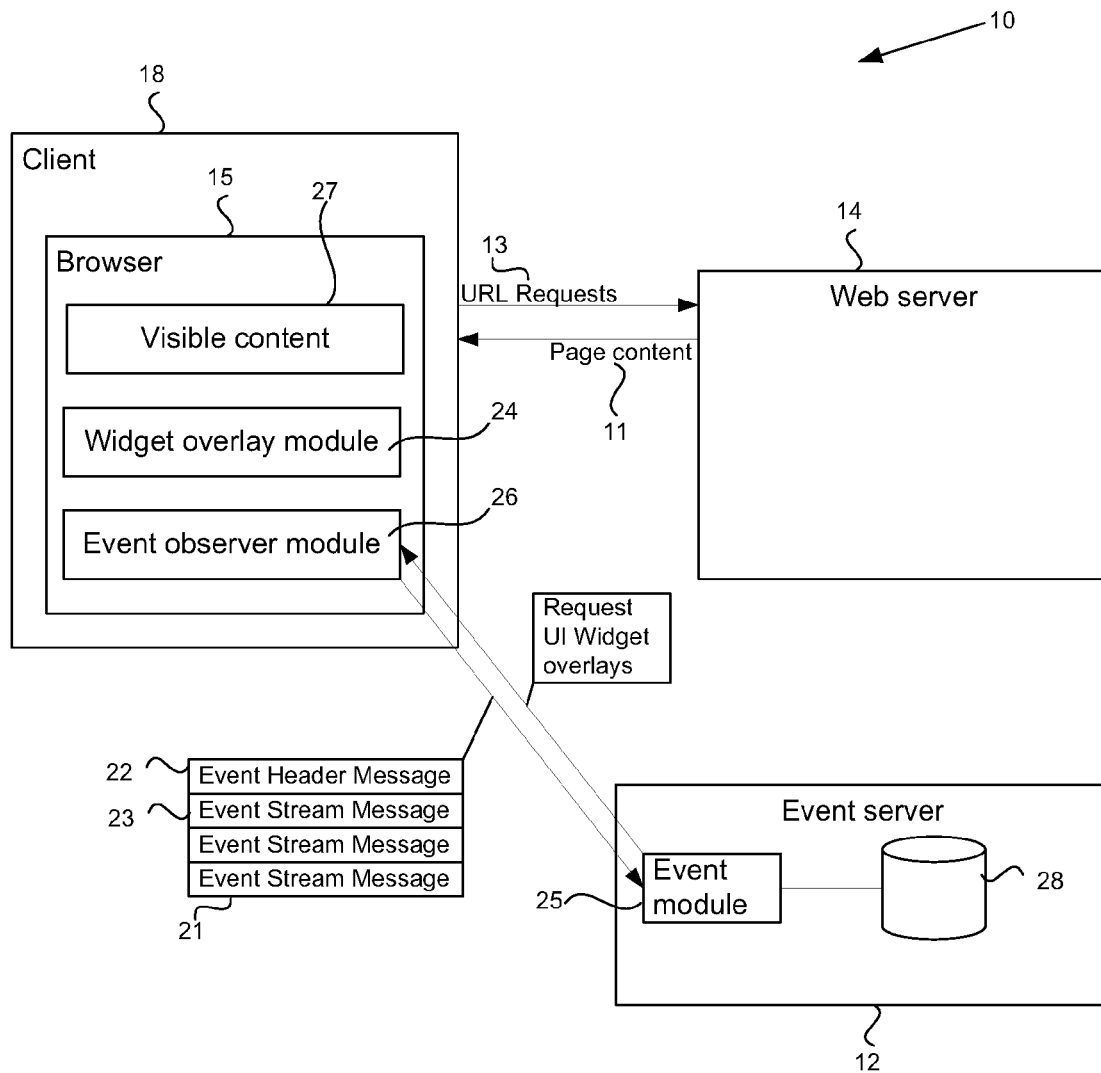 10
18
Client
15
27
14
Browser
13
URL Requests
Web server
Visible content
Page content
11
24
Widget overlay module
26
Event observer module
Request
UI Widget
overlays
22
Event Header Message
23
Event Stream Message
Event Stream Message
Event Stream Message
21
Event server
25
Event
module
28
12